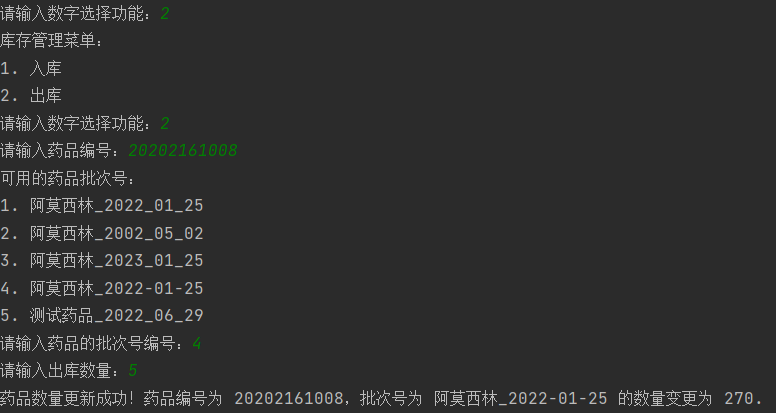 请输入数字选择功能：2
库存管理菜单：
1. 入库
2. 出库
请输入数字选择功能：2
请输入药品编号：20202161008
可用的药品批次号：
1. 阿莫西林_2022_01_25
2. 阿莫西林_2002_05_02
3. 阿莫西林_2023_01_25
4. 阿莫西林_2022-01-25
5. 测试药品_2022_06_29
请输入药品的批次号编号：4
请输入出库数量：5
药品数量更新成功！药品编号为 20202161008，批次号为 阿莫西林_2022-01-25 的数量变更为 270.